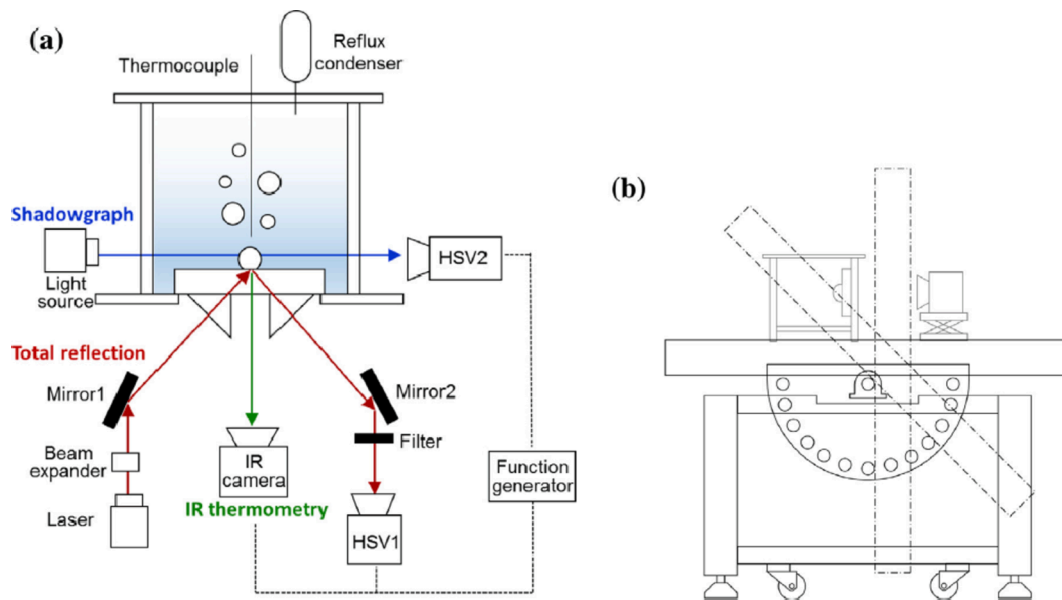 (a)
Reflux
condenser
Thermocouple
Shadowgraph
Light
source
HSV2
Total reflection
Mirror1
Mirror2
Beam
expander
Filter
IR
camera
Function
generator
Laser
IR thermometry
HSV1
(b)